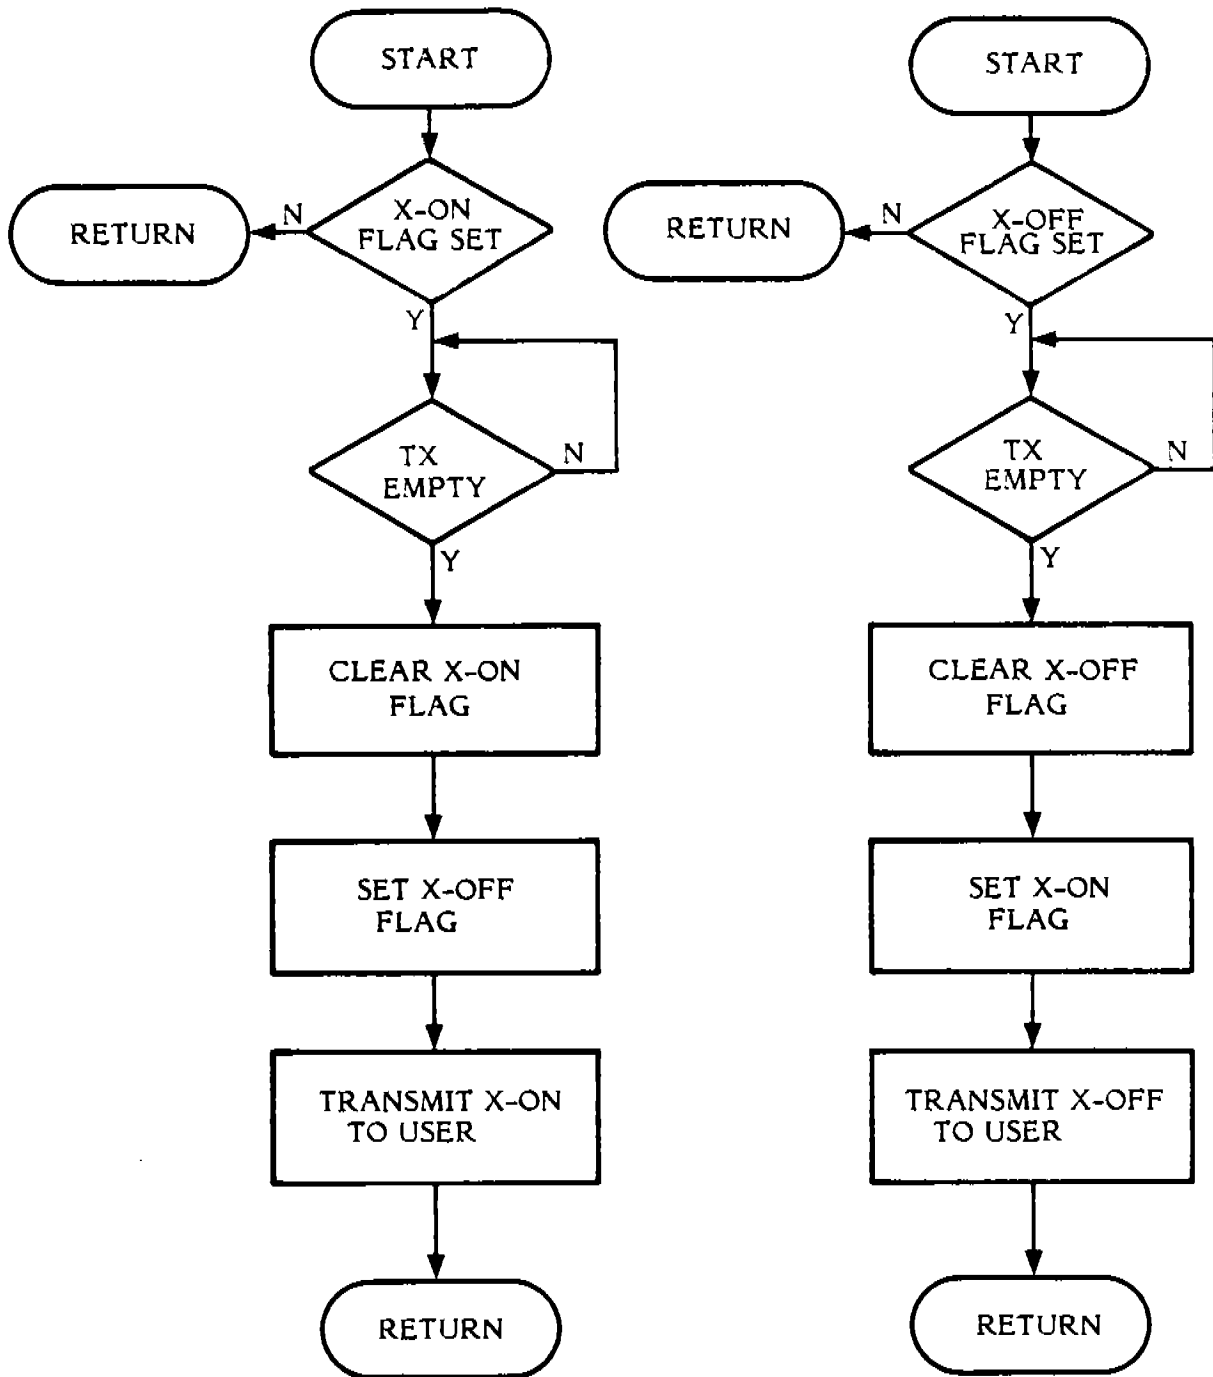 START
X-ON
FLAG SET
N
RETURN
Y
TX
EMPTY
N
Y
CLEAR X-ON
FLAG
SET X-OFF
FLAG
TRANSMIT X-ON
TO USER
RETURN
START
X-OFF
FLAG SET
N
RETURN
Y
TX
EMPTY
N
Y
CLEAR X-OFF
FLAG
SET X-ON
FLAG
TRANSMIT X-OFF
TO USER
RETURN